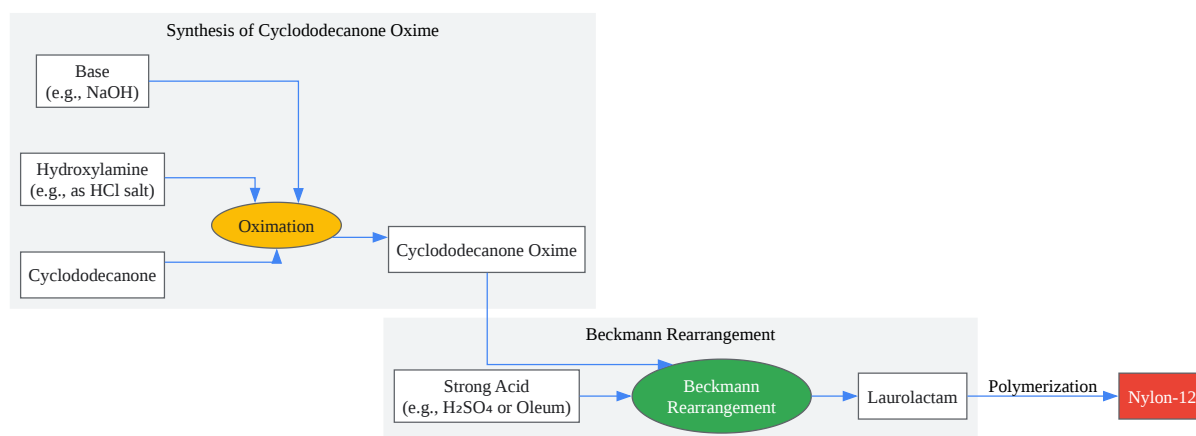 Synthesis of Cyclododecanone Oxime
Base
(e.g., NaOH)
Hydroxylamine
(e.g., as HCl salt)
Oximation
Cyclododecanone
Cyclododecanone Oxime
Beckmann Rearrangement
Strong Acid
(e.g., H₂SO₄ or Oleum)
Beckmann
Rearrangement
Laurolactam
Polymerization
Nylon-12